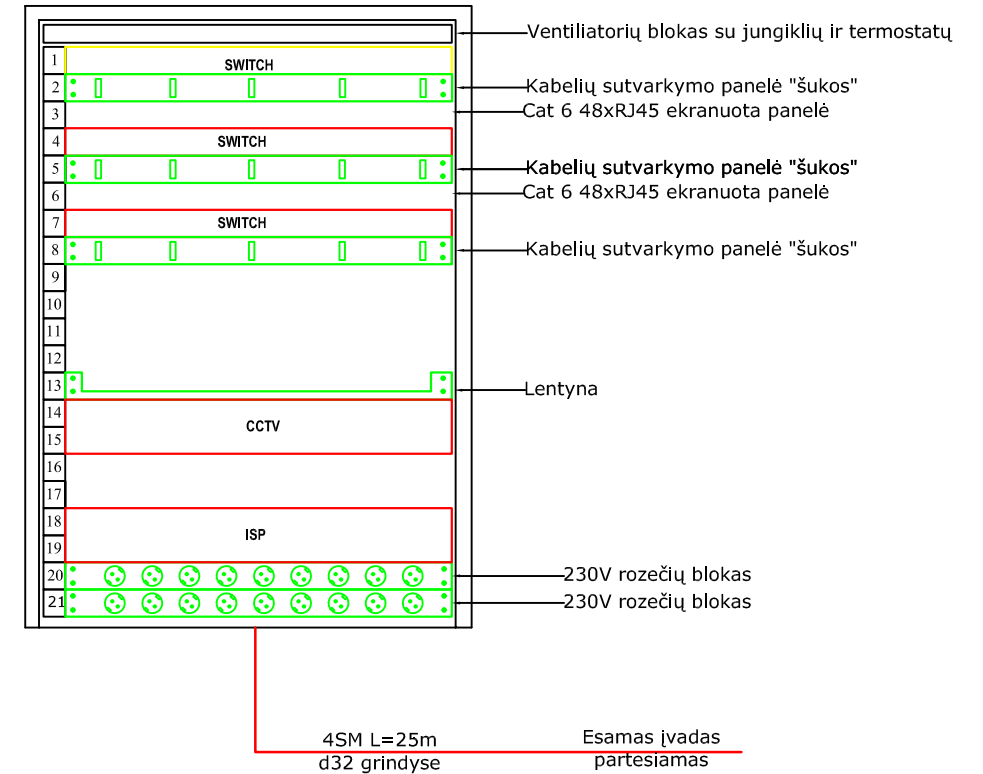 Ventiliatorių blokas su jungiklių ir termostatų
1
SWITCH
2
Kabelių sutvarkymo panelė "šukos"
3
Cat 6 48xRJ45 ekranuota panelė
4
SWITCH
5
Kabelių sutvarkymo panelė "šukos"
6
Cat 6 48xRJ45 ekranuota panelė
7
SWITCH
8
Kabelių sutvarkymo panelė "šukos"
9
10
11
12
13
Lentyna
14
CCTV
15
16
17
18
ISP
19
20
230V rozečių blokas
21
230V rozečių blokas
4SM L=25m
d32 grindyse
Esamas įvadas
partesiamas